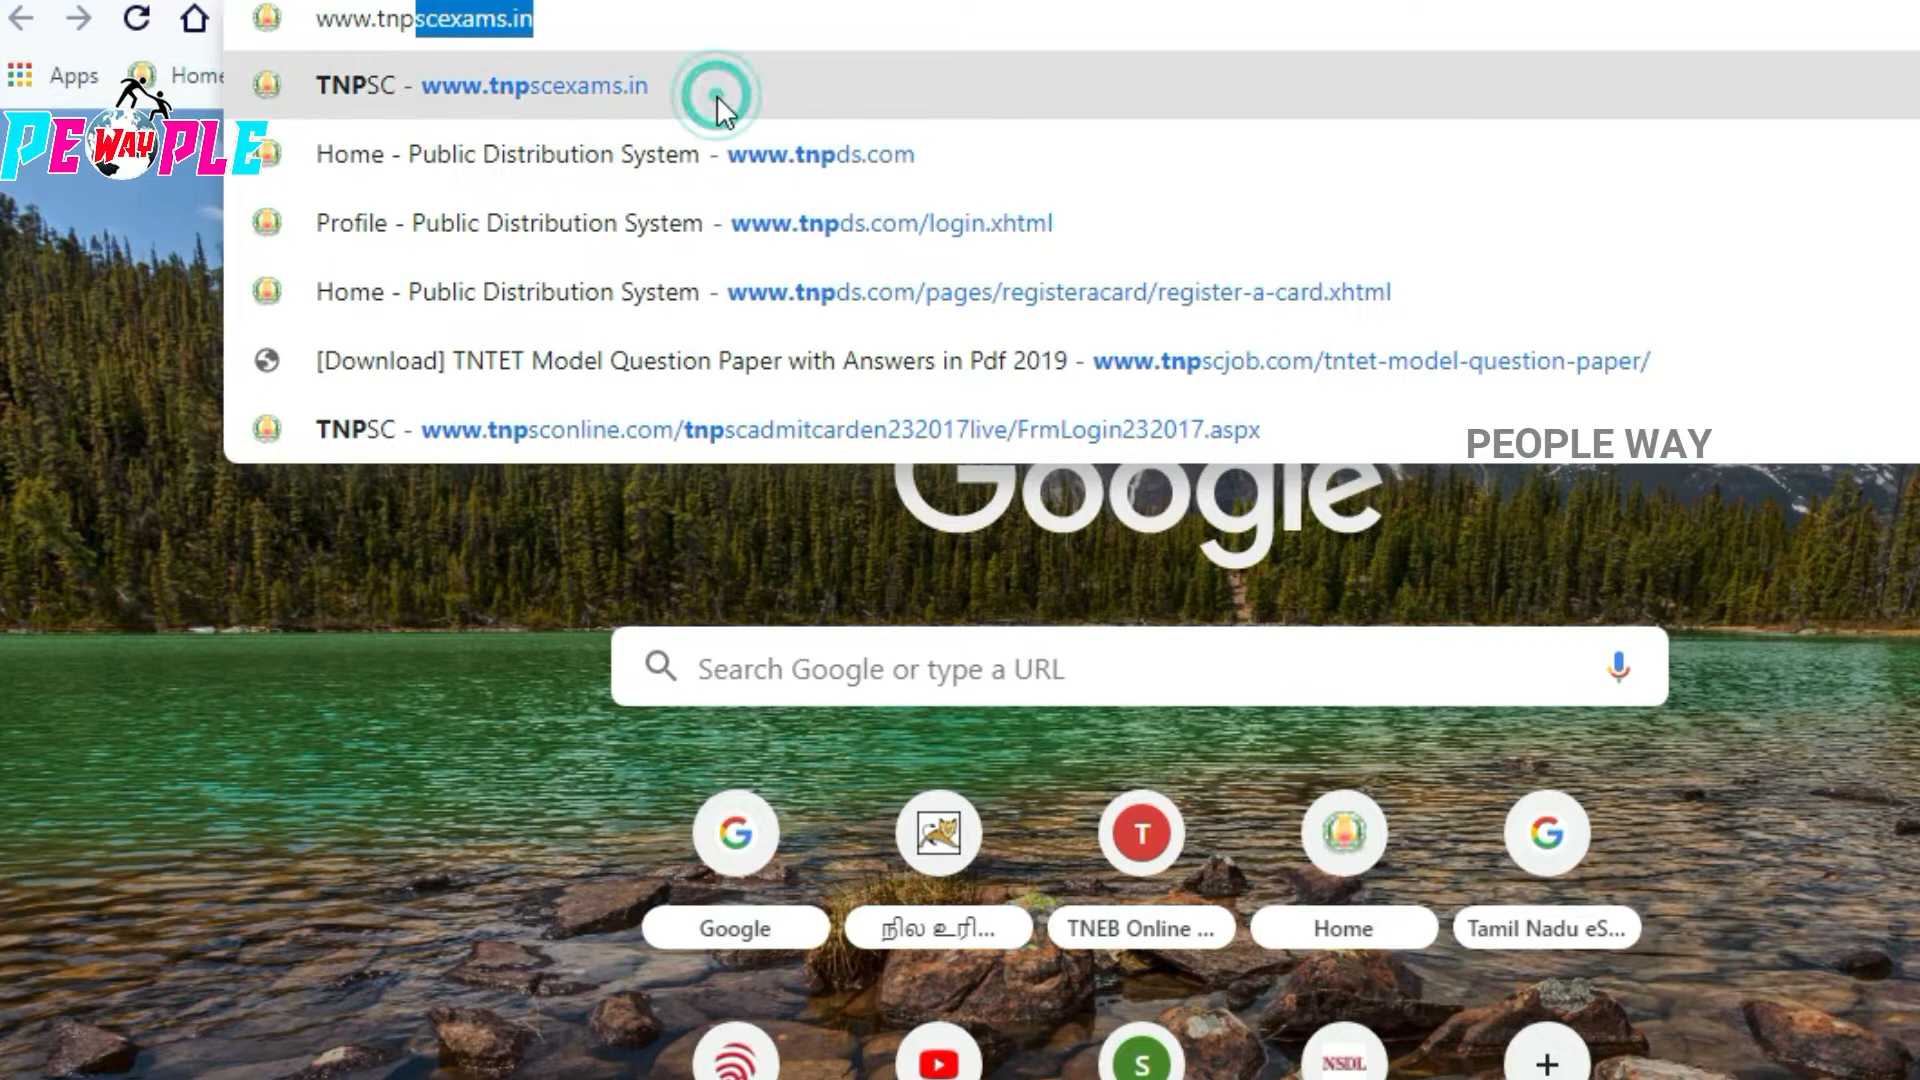 www.tnpscexams.in
TNPSC - www.tnpscexams.in
Apps Home
PEOPLE
WAY
Home - Public Distribution System - www.tnpds.com
Profile - Public Distribution System - www.tnpds.com/login.xhtml
Home - Public Distribution System - www.tnpds.com/pages/registeracard/register-a-card.xhtml
[Download] TNTET Model Question Paper with Answers in Pdf 2019 - www.tnpscjob.com/tntet-model-question-paper/
TNPSC - www.tnpsconline.com/tnpscadmitcarden232017live/FrmLogin232017.aspx
PEOPLE WAY
Google
Search Google or type a URL
T
Google
நில உரி...
TNEB Online ...
Home
Tamil Nadu eS...
S
NSDL